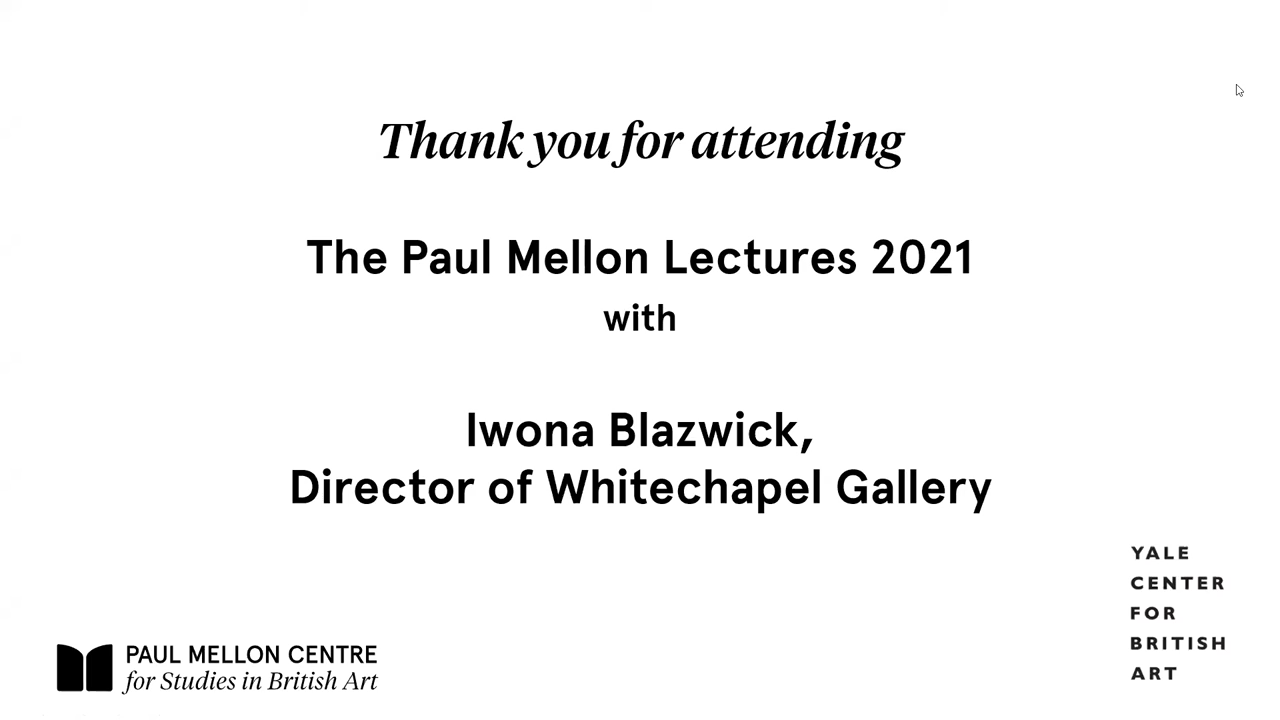 Thank you for attending
The Paul Mellon Lectures 2021
with
Iwona Blazwick,
Director of Whitechapel Gallery
PAUL MELLON CENTRE
for Studies in British Art
YALE
CENTER
FOR
BRITISH
ART